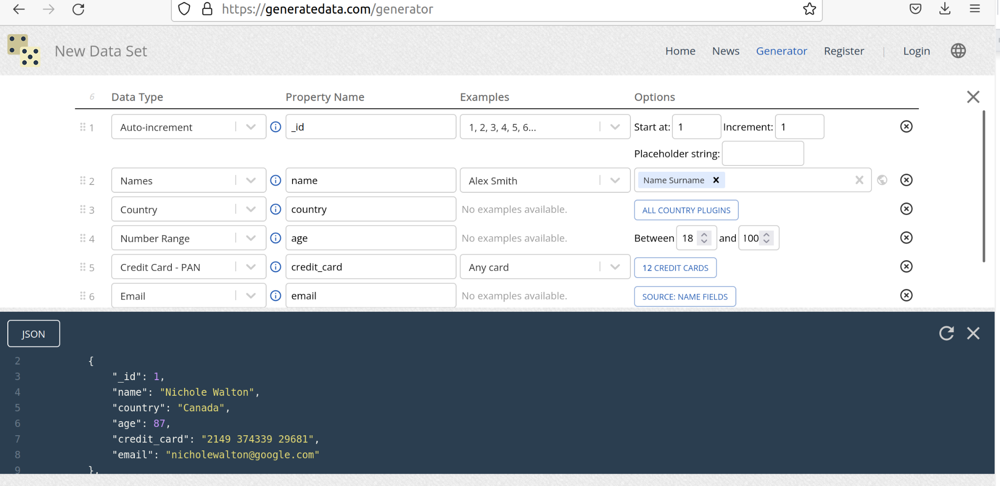 https://generatedata.com/generator
New Data Set
Home News Generator Register | Login
6 Data Type Property Name Examples Options
1 Auto-increment _id 1, 2, 3, 4, 5, 6... Start at: 1 Increment: 1
Placeholder string:
2 Names name Alex Smith Name Surname
3 Country country No examples available. ALL COUNTRY PLUGINS
4 Number Range age No examples available. Between 18 and 100
5 Credit Card - PAN credit_card Any card 12 CREDIT CARDS
6 Email email No examples available. SOURCE: NAME FIELDS
JSON
2 {
3 "_id": 1,
4 "name": "Nichole Walton",
5 "country": "Canada",
6 "age": 87,
7 "credit_card": "2149 374339 29681",
8 "email": "nicholewalton@google.com"
9 },